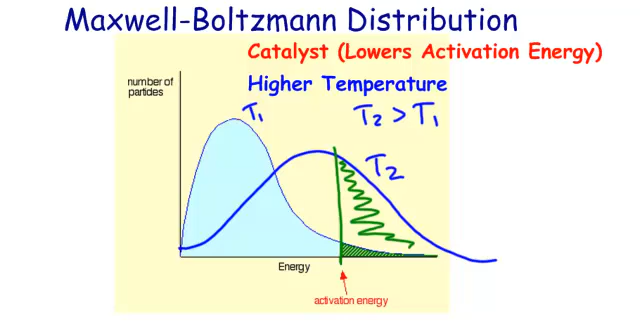 Maxwell-Boltzmann Distribution
Catalyst (Lowers Activation Energy)
number of
particles
Higher Temperature
T1
T2 > T1
T2
Energy
activation energy